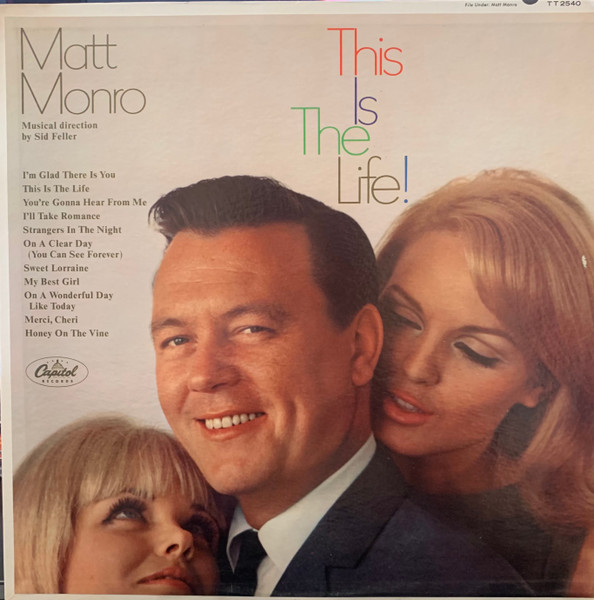 File Under: Matt Monro
TT 2540
Matt
Monro
Musical direction
by Sid Feller
This
Is
The
Life!
I'm Glad There Is You
This Is The Life
You're Gonna Hear From Me
I'll Take Romance
Strangers In The Night
On A Clear Day
(You Can See Forever)
Sweet Lorraine
My Best Girl
On A Wonderful Day
Like Today
Merci, Cheri
Honey On The Vine
Capitol
RECORDS